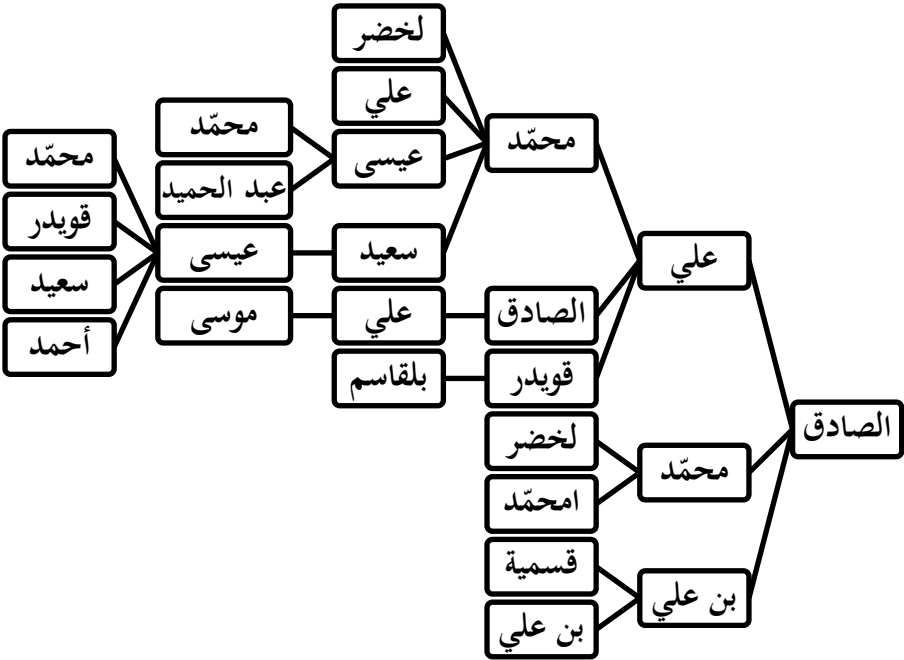 الصادق
علي
محمّد
بن علي
محمّد
الصادق
قويدر
لخضر
امحمّد
قسمية
بن علي
لخضر
علي
عيسى
سعيد
علي
بلقاسم
محمّد
عبد الحميد
عيسى
موسى
محمّد
قويدر
سعيد
أحمد